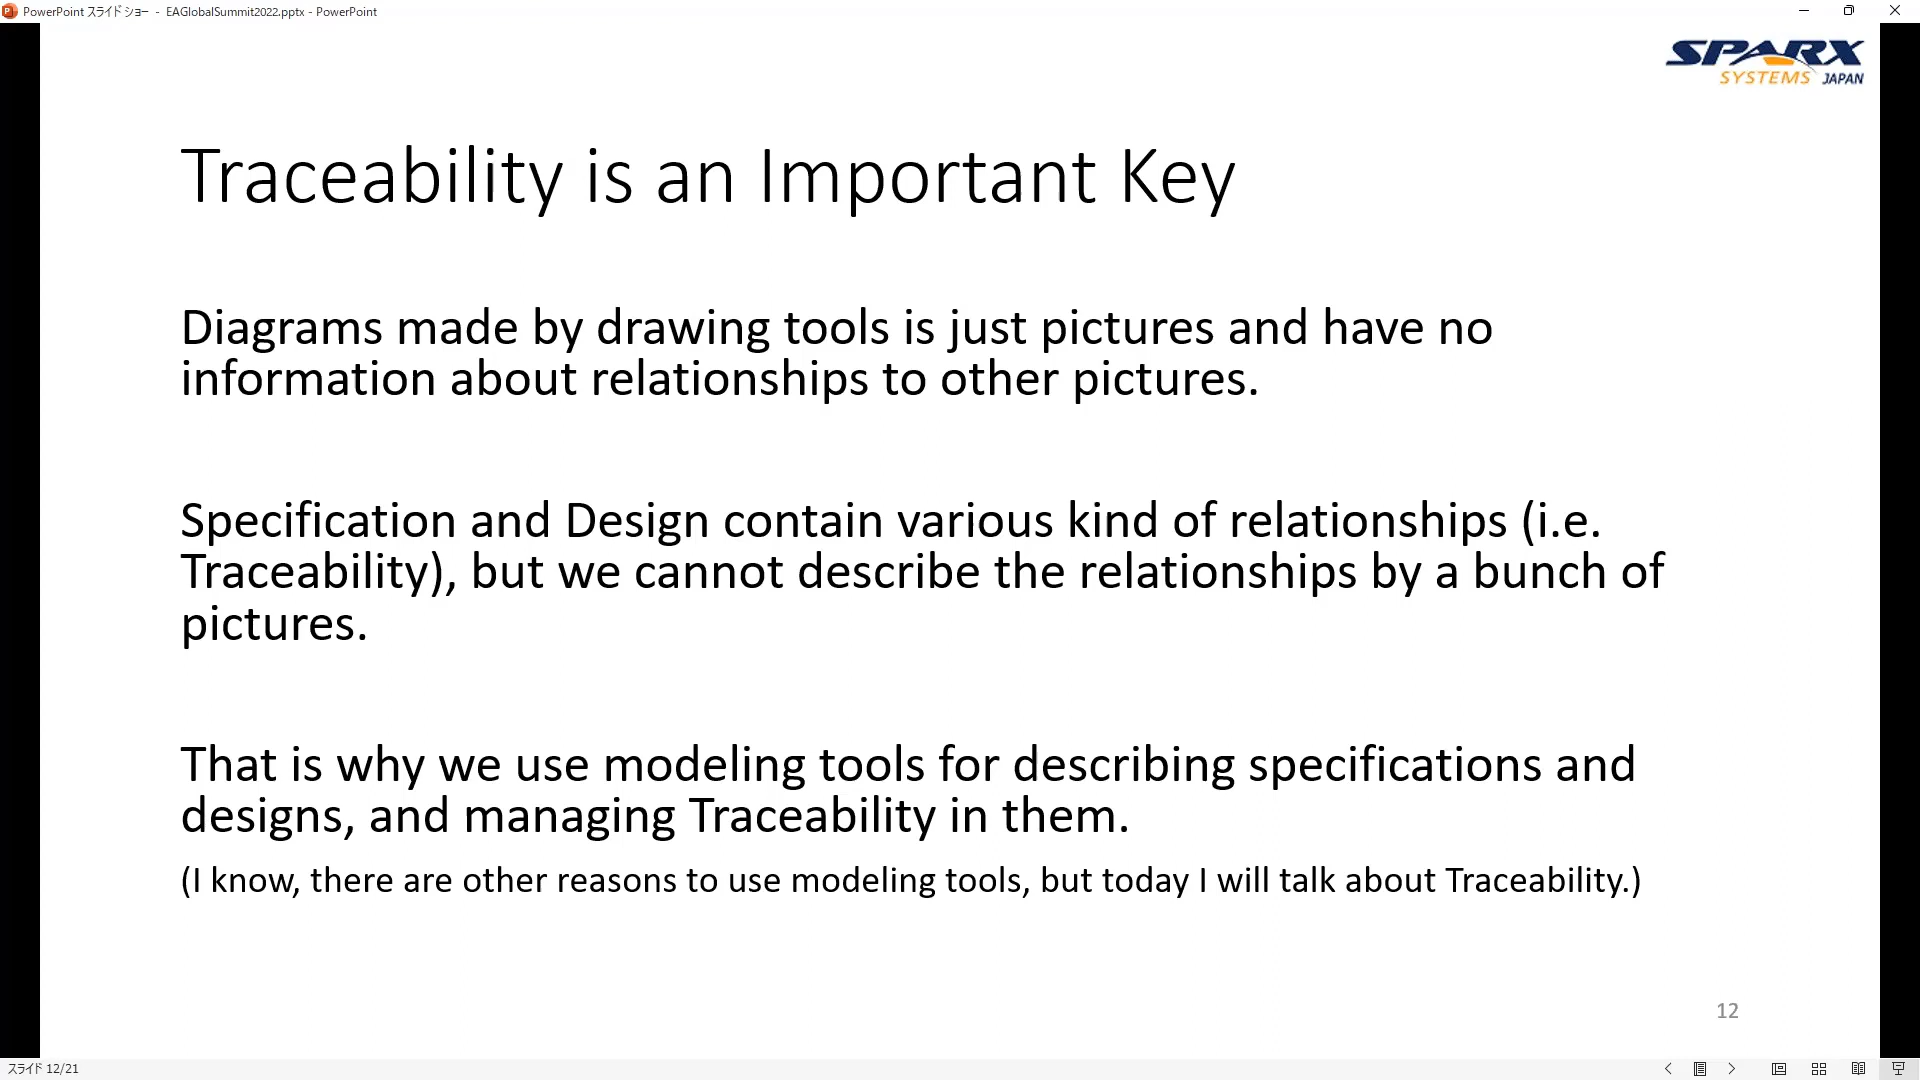 PowerPoint スライド ショー - EAGlobalSummit2022.pptx - PowerPoint
SPARX
SYSTEMS JAPAN
Traceability is an Important Key
Diagrams made by drawing tools is just pictures and have no
information about relationships to other pictures.
Specification and Design contain various kind of relationships (i.e.
Traceability), but we cannot describe the relationships by a bunch of
pictures.
That is why we use modeling tools for describing specifications and
designs, and managing Traceability in them.
(I know, there are other reasons to use modeling tools, but today I will talk about Traceability.)
12
スライド 12/21